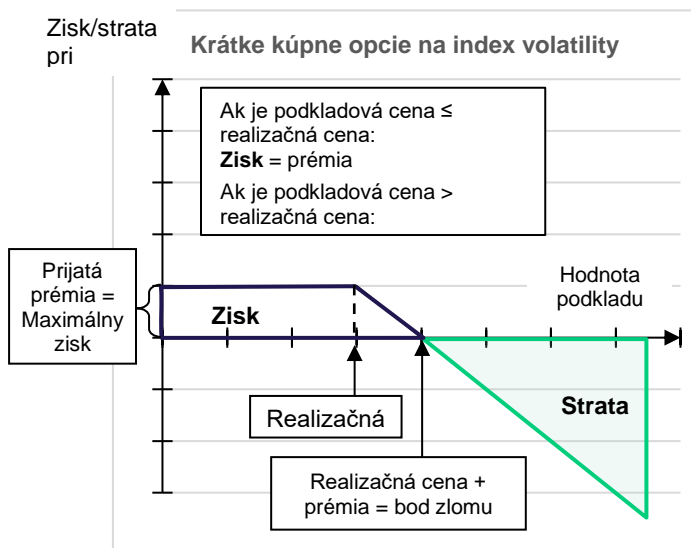 Zisk/strata
pri
Krátke kúpne opcie na index volatility
Ak je podkladová cena ≤
realizačná cena:
Zisk = prémia
Ak je podkladová cena >
realizačná cena:
Prijatá
prémia =
Maximálny
zisk
Zisk
Hodnota
podkladu
Strata
Realizačná
Realizačná cena +
prémia = bod zlomu